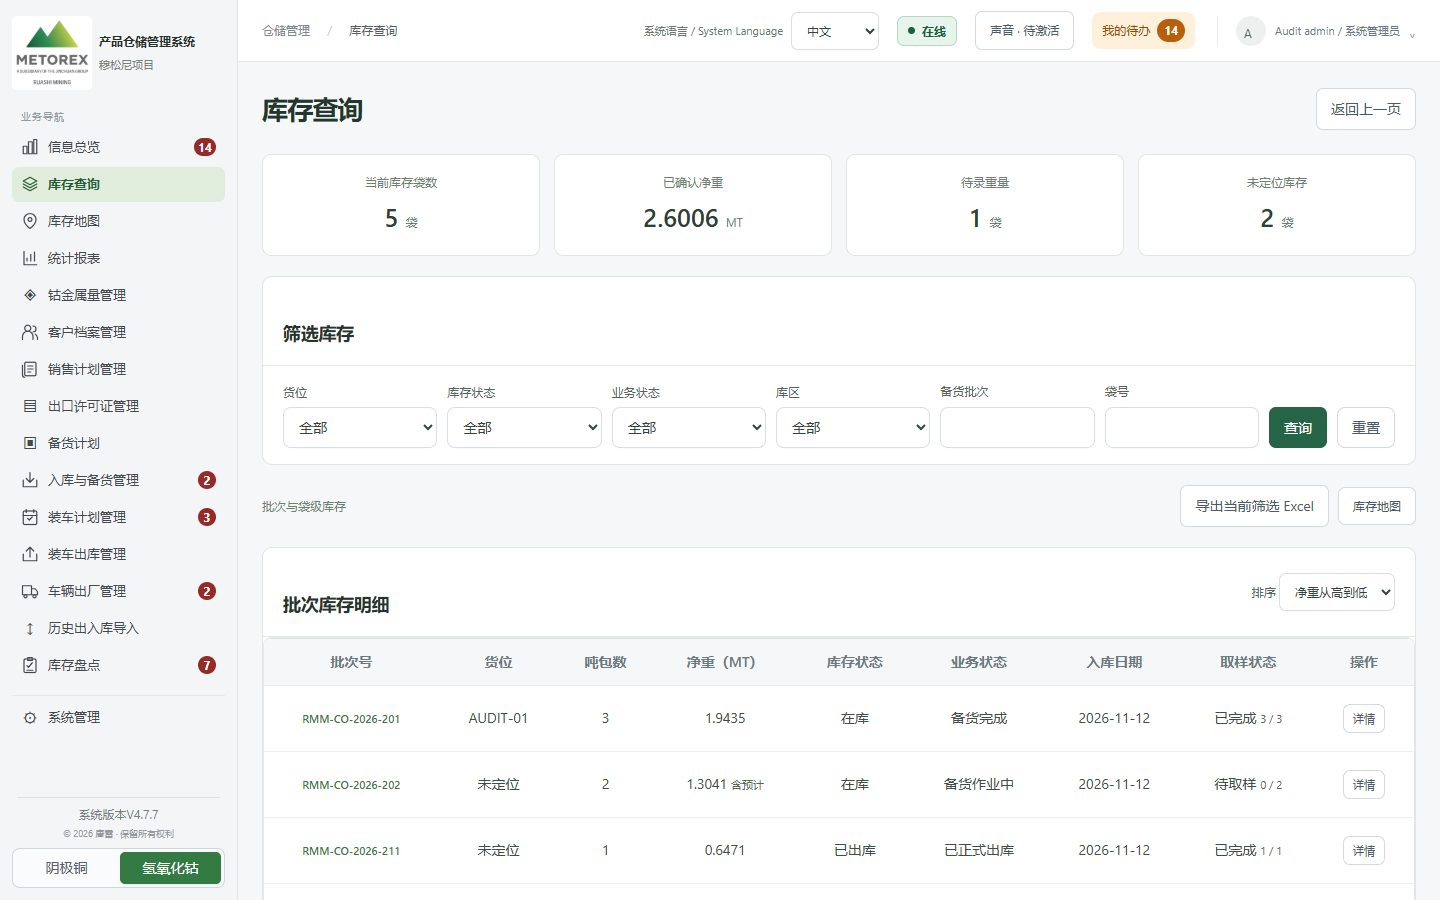 METOREX
RUASHI MINING
产品仓储管理系统
穆松尼项目
业务导航
信息总览 14
库存查询
库存地图
统计报表
钴金属量管理
客户档案管理
销售计划管理
出口许可证管理
备货计划
入库与备货管理 2
装车计划管理 3
装车出库管理
车辆出厂管理 2
历史出入库导入
库存盘点 7
系统管理
系统版本V4.7.7
© 2026 唐雪 · 保留所有权利
阴极铜 氢氧化钴
仓储管理 / 库存查询
系统语言 / System Language 中文 在线 声音 · 待激活 我的待办 14 A Audit admin / 系统管理员
库存查询
返回上一页
当前库存袋数
5 袋
已确认净重
2.6006 MT
待录重量
1 袋
未定位库存
2 袋
筛选库存
货位 库存状态 业务状态 库区 备货批次 袋号
全部 全部 全部 全部 查询 重置
批次与袋级库存 导出当前筛选 Excel 库存地图
批次库存明细 排序 净重从高到低
批次号 货位 吨包数 净重（MT） 库存状态 业务状态 入库日期 取样状态 操作
RMM-CO-2026-201 AUDIT-01 3 1.9435 在库 备货完成 2026-11-12 已完成 3 / 3 详情
RMM-CO-2026-202 未定位 2 1.3041 含预计 在库 备货作业中 2026-11-12 待取样 0 / 2 详情
RMM-CO-2026-211 未定位 1 0.6471 已出库 已正式出库 2026-11-12 已完成 1 / 1 详情